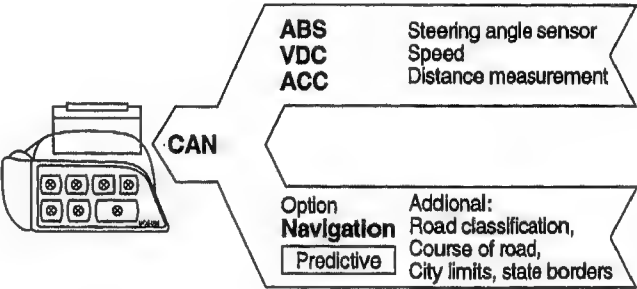 ABS Steering angle sensor
VDC Speed
ACC Distance measurement
CAN
Option Addional:
Navigation Road classification,
Predictive Course of road,
City limits, state borders